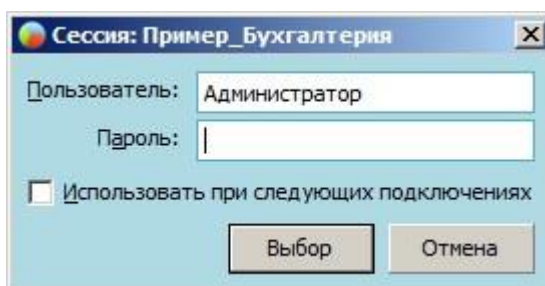 Сессия: Пример_Бухгалтерия
Пользователь: Администратор
Пароль:
Использовать при следующих подключениях
Выбор Отмена